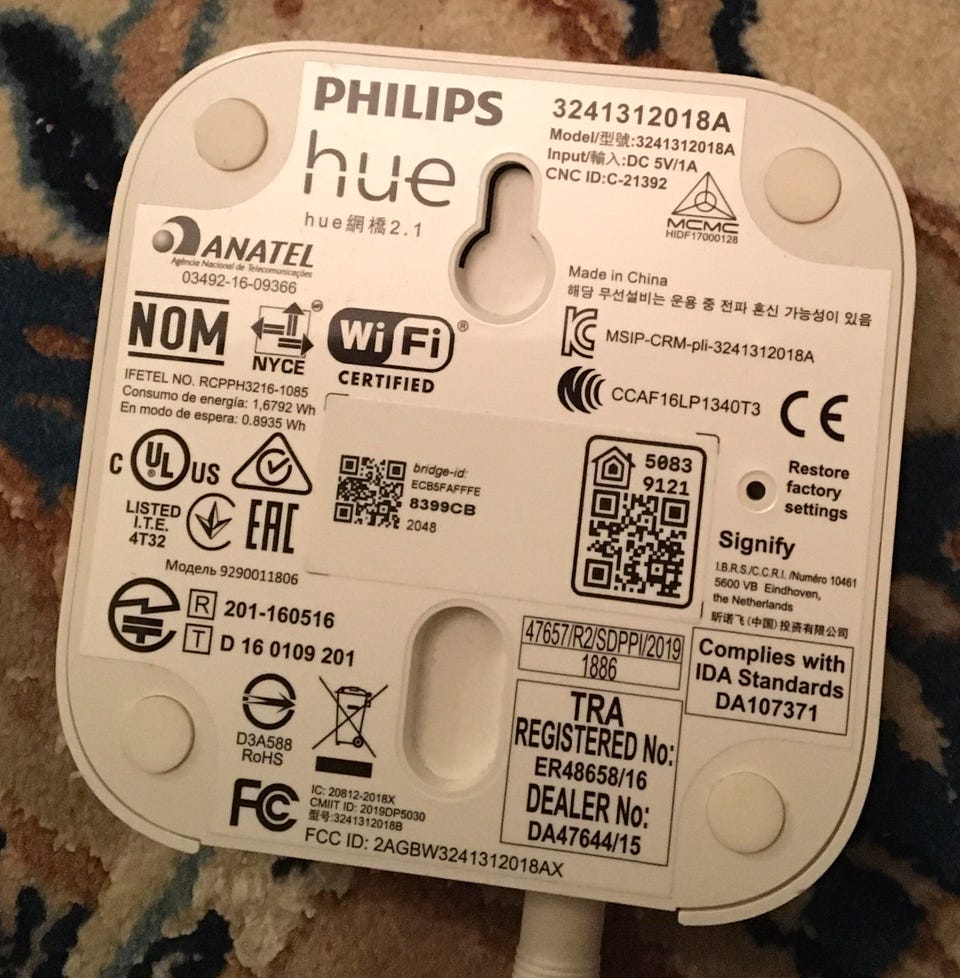 PHILIPS
hue
hue網橋2.1
3241312018A
Model/型號:3241312018A
Input/輸入:DC 5V/1A
CNC ID:C-21392
MCMC
HIDF17000128
ANATEL
Agência Nacional de Telecomunicações
03492-16-09366
NOM
NYCE
Wi Fi ®
CERTIFIED
IFETEL NO. RCPPH3216-1085
Consumo de energía: 1,6792 Wh
En modo de espera: 0.8935 Wh
Made in China
해당 무선설비는 운용 중 전파 혼신 가능성이 있음
MSIP-CRM-pli-3241312018A
CCAF16LP1340T3
CE
C UL US
LISTED
I.T.E.
4T32
EAC
Модель 9290011806
bridge-id:
ECB5FAFFFE
8399CB
2048
5083
9121
Restore
factory
settings
Signify
I.B.R.S./C.C.R.I. /Numéro 10461
5600 VB Eindhoven,
the Netherlands
昕诺飞(中国)投资有限公司
R 201-160516
T D 16 0109 201
47657/R2/SDPPI/2019
1886
Complies with
IDA Standards
DA107371
D3A588
RoHS
TRA
REGISTERED No:
ER48658/16
DEALER No:
DA47644/15
FC
IC: 20812-2018X
CMIIT ID: 2019DP5030
型号:3241312018B
FCC ID: 2AGBW3241312018AX